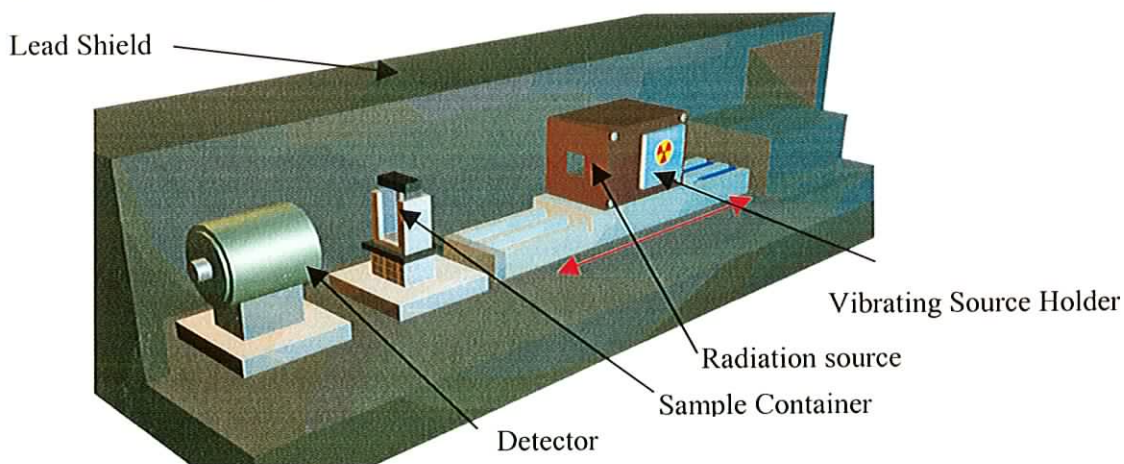 Lead Shield
Vibrating Source Holder
Radiation source
Sample Container
Detector